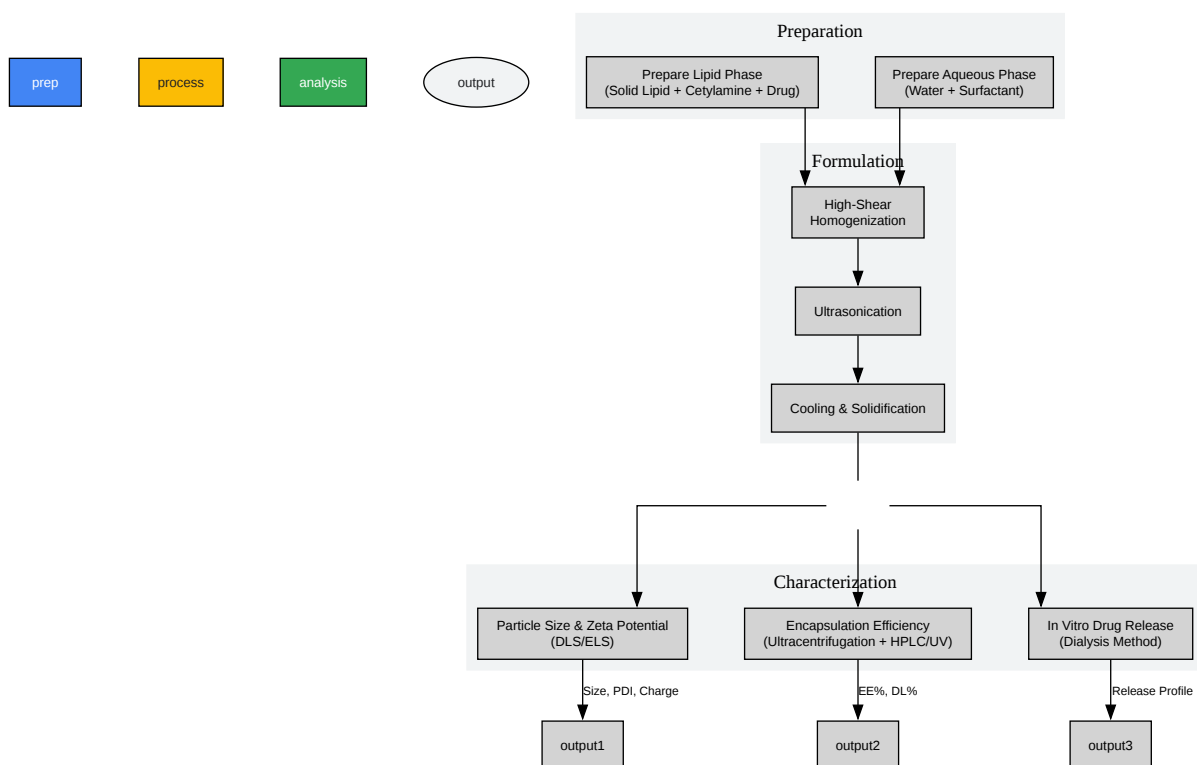 Preparation
prep
process
analysis
output
Prepare Lipid Phase
(Solid Lipid + Cetylamine + Drug)
Prepare Aqueous Phase
(Water + Surfactant)
Formulation
High-Shear
Homogenization
Ultrasonication
Cooling & Solidification
Characterization
Particle Size & Zeta Potential
(DLS/ELS)
Encapsulation Efficiency
(Ultracentrifugation + HPLC/UV)
In Vitro Drug Release
(Dialysis Method)
Size, PDI, Charge
EE%, DL%
Release Profile
output1
output2
output3